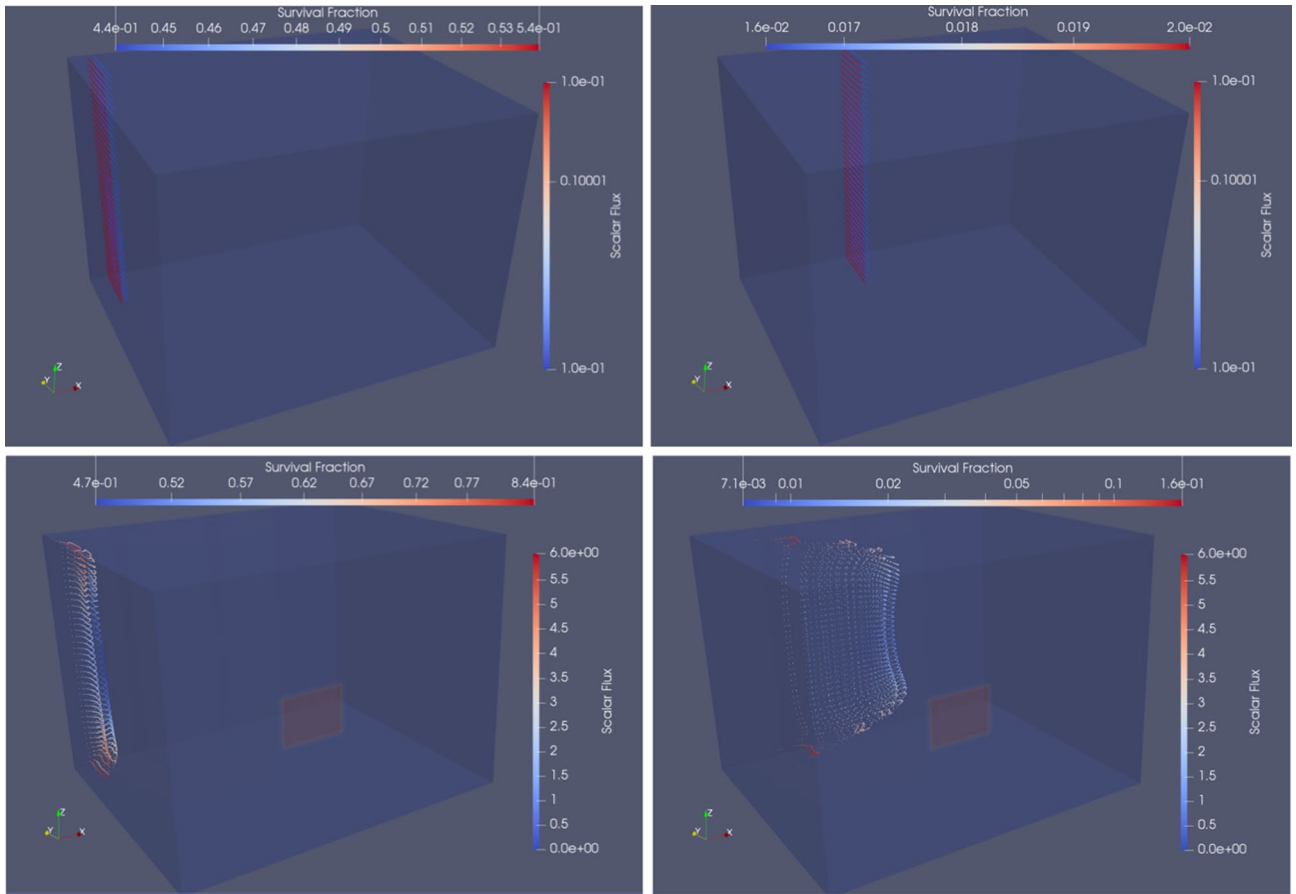 Survival Fraction
4.4e-01 0.45 0.46 0.47 0.48 0.49 0.5 0.51 0.52 0.53 5.4e-01
1.0e-01
0.10001
Scalar Flux
1.0e-01
Z
Y
X
Survival Fraction
1.6e-02 0.017 0.018 0.019 2.0e-02
1.0e-01
0.10001
Scalar Flux
1.0e-01
Z
Y
X
Survival Fraction
4.7e-01 0.52 0.57 0.62 0.67 0.72 0.77 8.4e-01
6.0e+00
5.5
5
4.5
4
3.5
3
2.5
2
1.5
1
0.5
0.0e+00
Scalar Flux
Z
Y
X
Survival Fraction
7.1e-03 0.01 0.02 0.05 0.1 1.6e-01
6.0e+00
5.5
5
4.5
4
3.5
3
2.5
2
1.5
1
0.5
0.0e+00
Scalar Flux
Z
Y
X